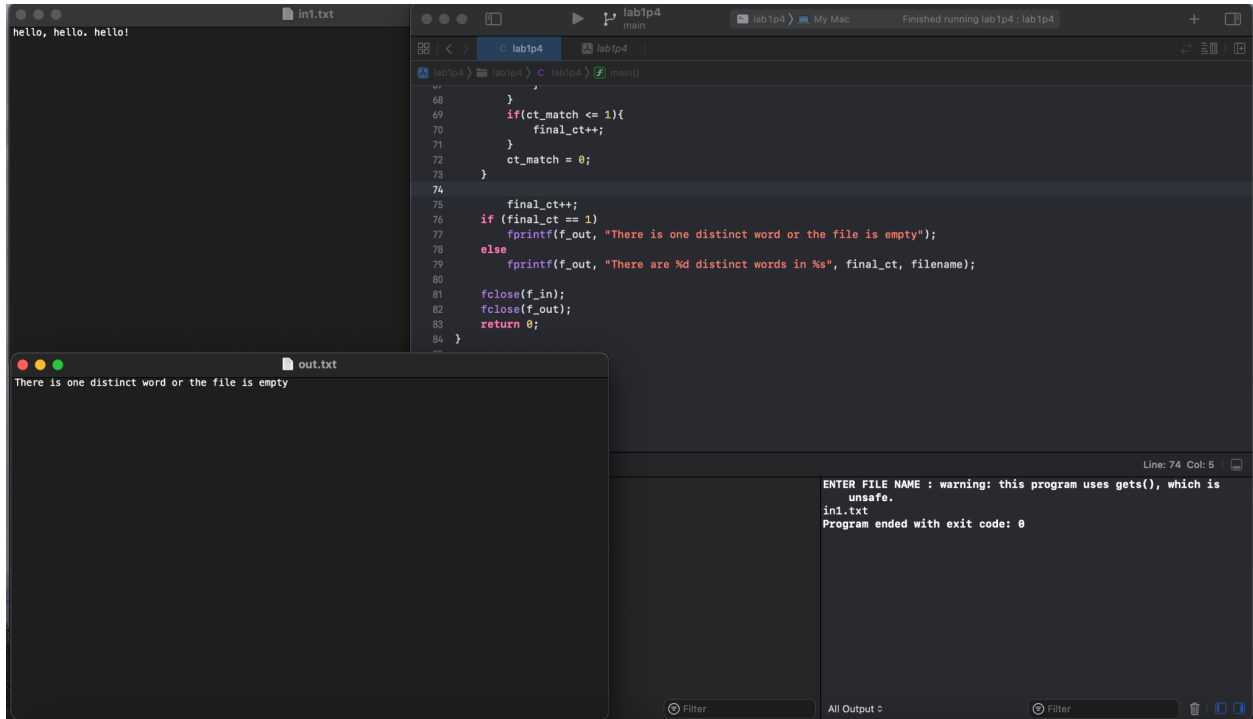 in1.txt
hello, hello. hello!
lab1p4
main
lab1p4 〉 My Mac
Finished running lab1p4 : lab1p4
C lab1p4
lab1p4
lab1p4 〉 lab1p4 〉 C lab1p4 〉 f main()
67 }
68 }
69 if(ct_match <= 1){
70 final_ct++;
71 }
72 ct_match = 0;
73 }
74
75 final_ct++;
76 if (final_ct == 1)
77 fprintf(f_out, "There is one distinct word or the file is empty");
78 else
79 fprintf(f_out, "There are %d distinct words in %s", final_ct, filename);
80
81 fclose(f_in);
82 fclose(f_out);
83 return 0;
84 }
out.txt
There is one distinct word or the file is empty
Line: 74 Col: 5
ENTER FILE NAME : warning: this program uses gets(), which is
unsafe.
in1.txt
Program ended with exit code: 0
Filter
All Output
Filter